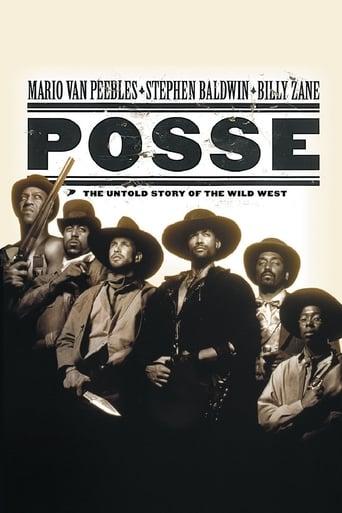 MARIO VAN PEEBLES • STEPHEN BALDWIN • BILLY ZANE
POSSE
THE UNTOLD STORY OF THE WILD WEST